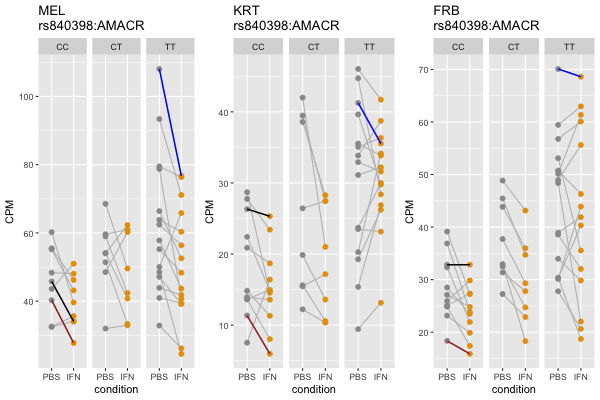 MEL
rs840398:AMACR
CC CT TT
CPM
100
80
60
40
PBS IFN PBS IFN PBS IFN
condition
KRT
rs840398:AMACR
CC CT TT
CPM
40
30
20
10
PBS IFN PBS IFN PBS IFN
condition
FRB
rs840398:AMACR
CC CT TT
CPM
70
60
50
40
30
20
PBS IFN PBS IFN PBS IFN
condition